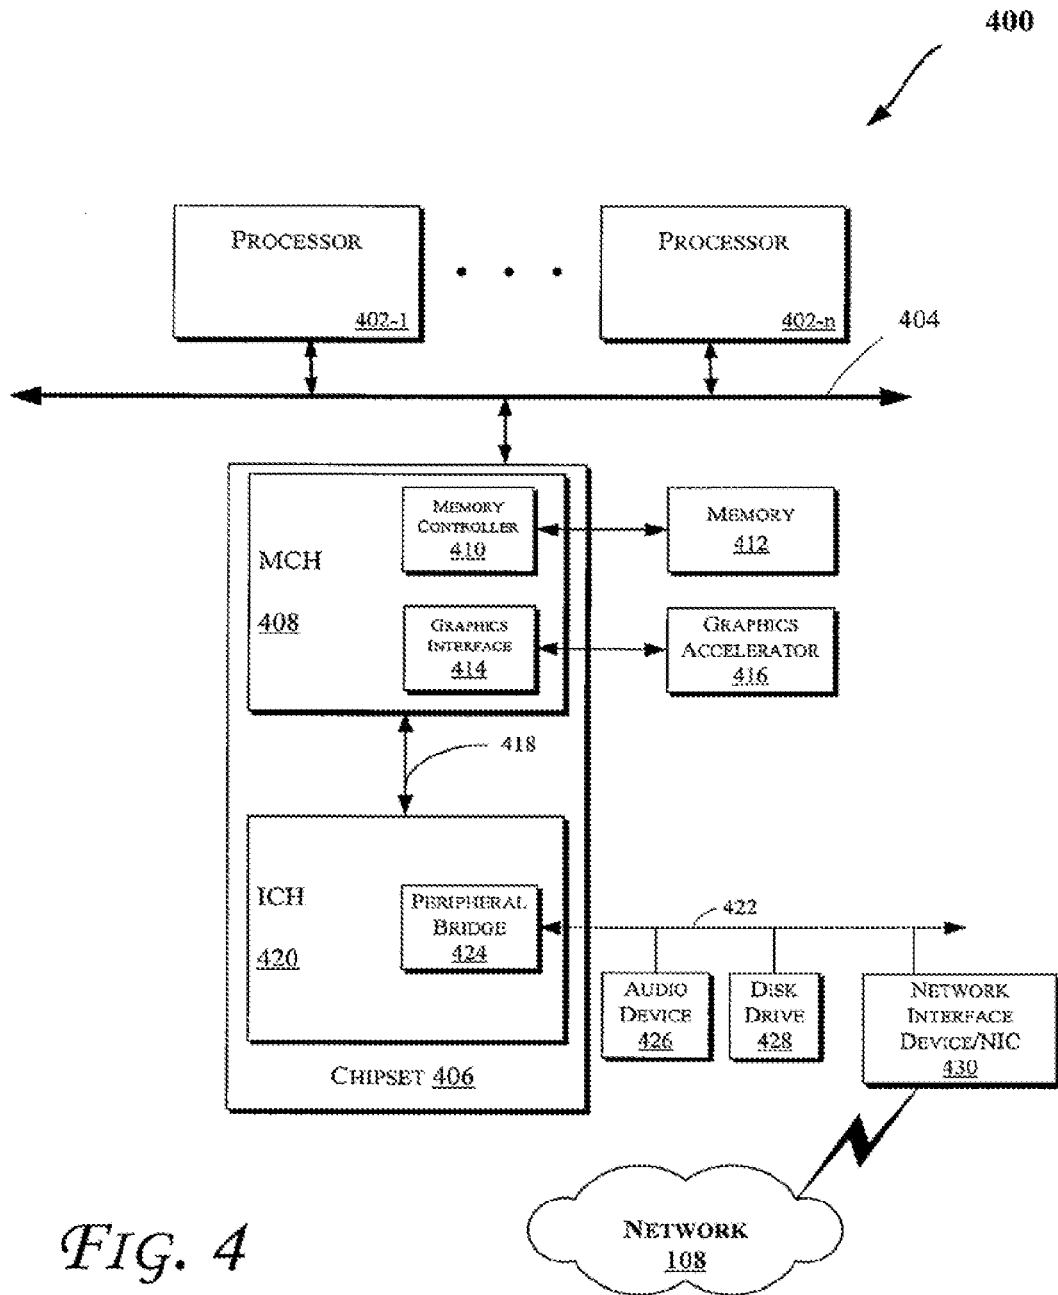 400
PROCESSOR
402-1
PROCESSOR
402-n
404
MEMORY
CONTROLLER
410
MCH
408
MEMORY
412
GRAPHICS
INTERFACE
414
GRAPHICS
ACCELERATOR
416
418
ICH
420
PERIPHERAL
BRIDGE
424
422
AUDIO
DEVICE
426
DISK
DRIVE
428
NETWORK
INTERFACE
DEVICE/NIC
430
CHIPSET 406
NETWORK
108
FIG. 4